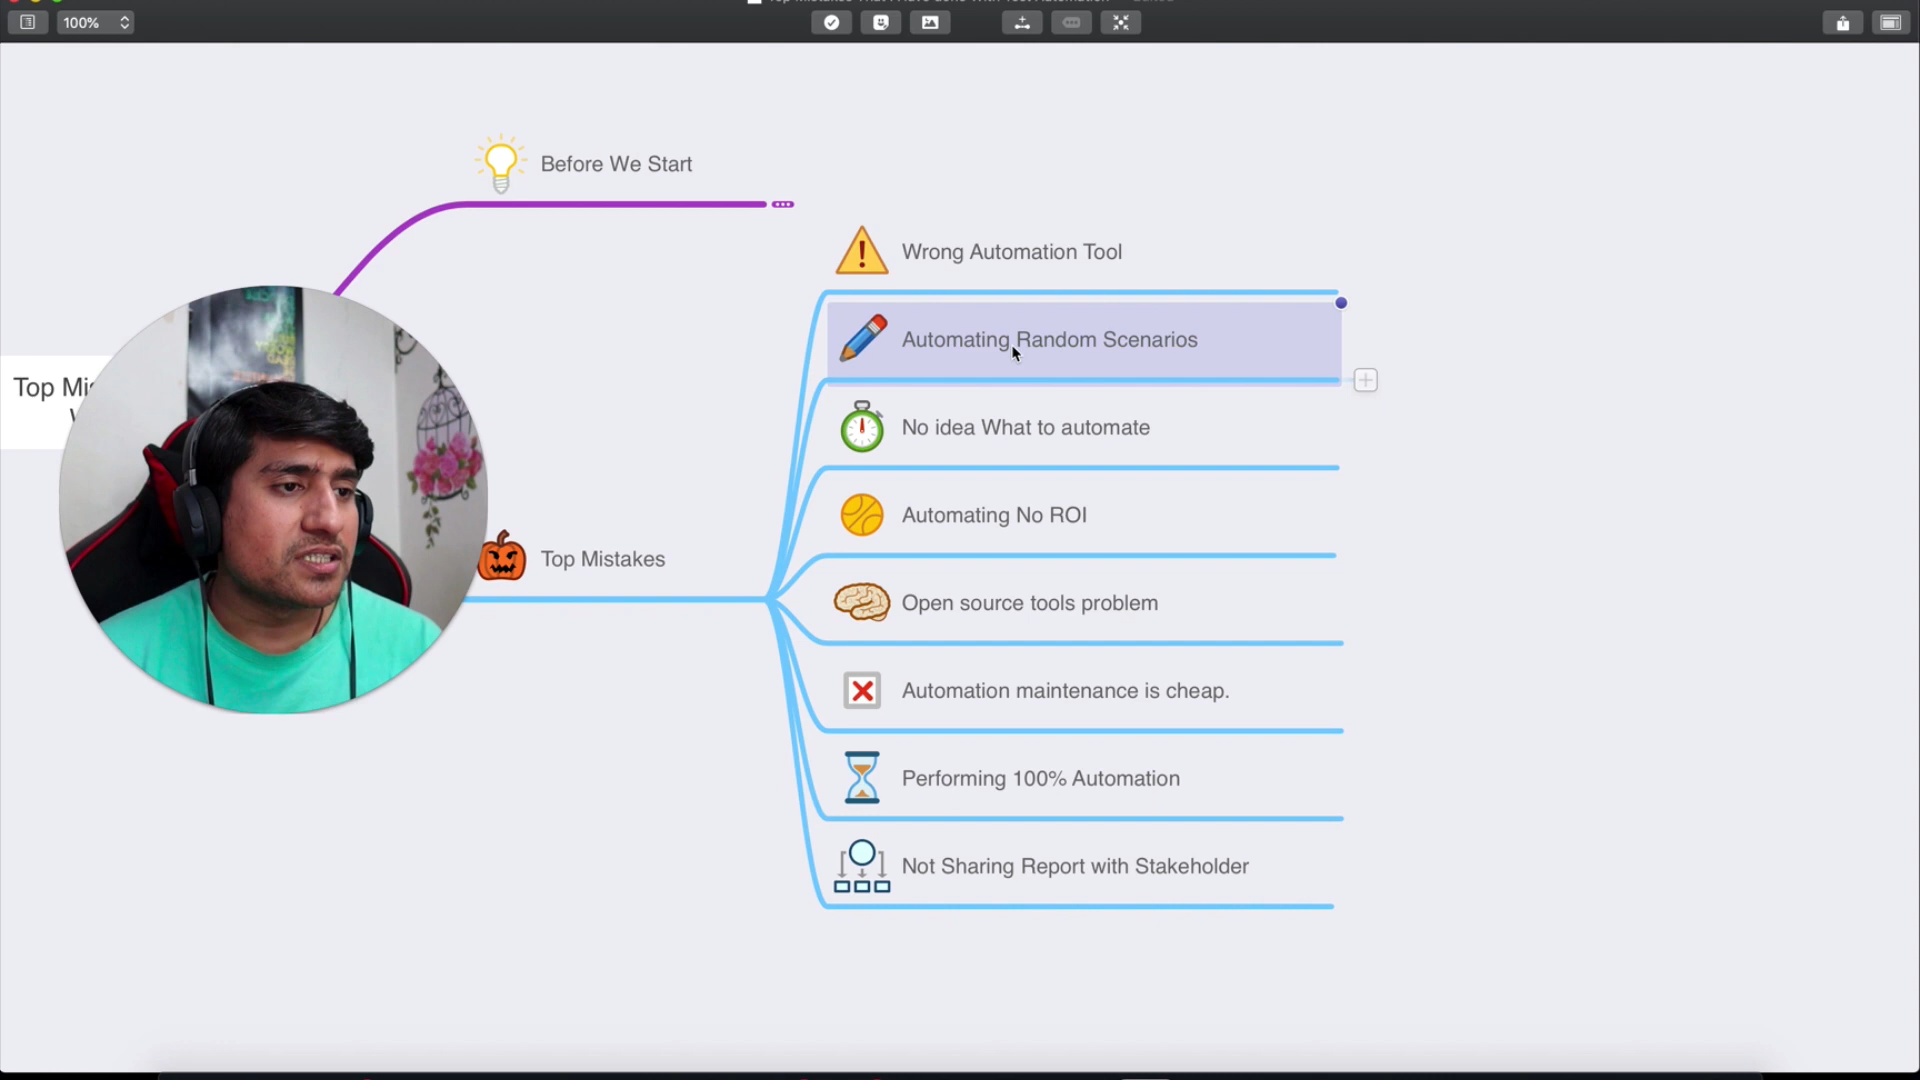 100%
Before We Start
Wrong Automation Tool
Automating Random Scenarios
No idea What to automate
Top
Automating No ROI
Top Mistakes
Open source tools problem
Automation maintenance is cheap.
Performing 100% Automation
Not Sharing Report with Stakeholder